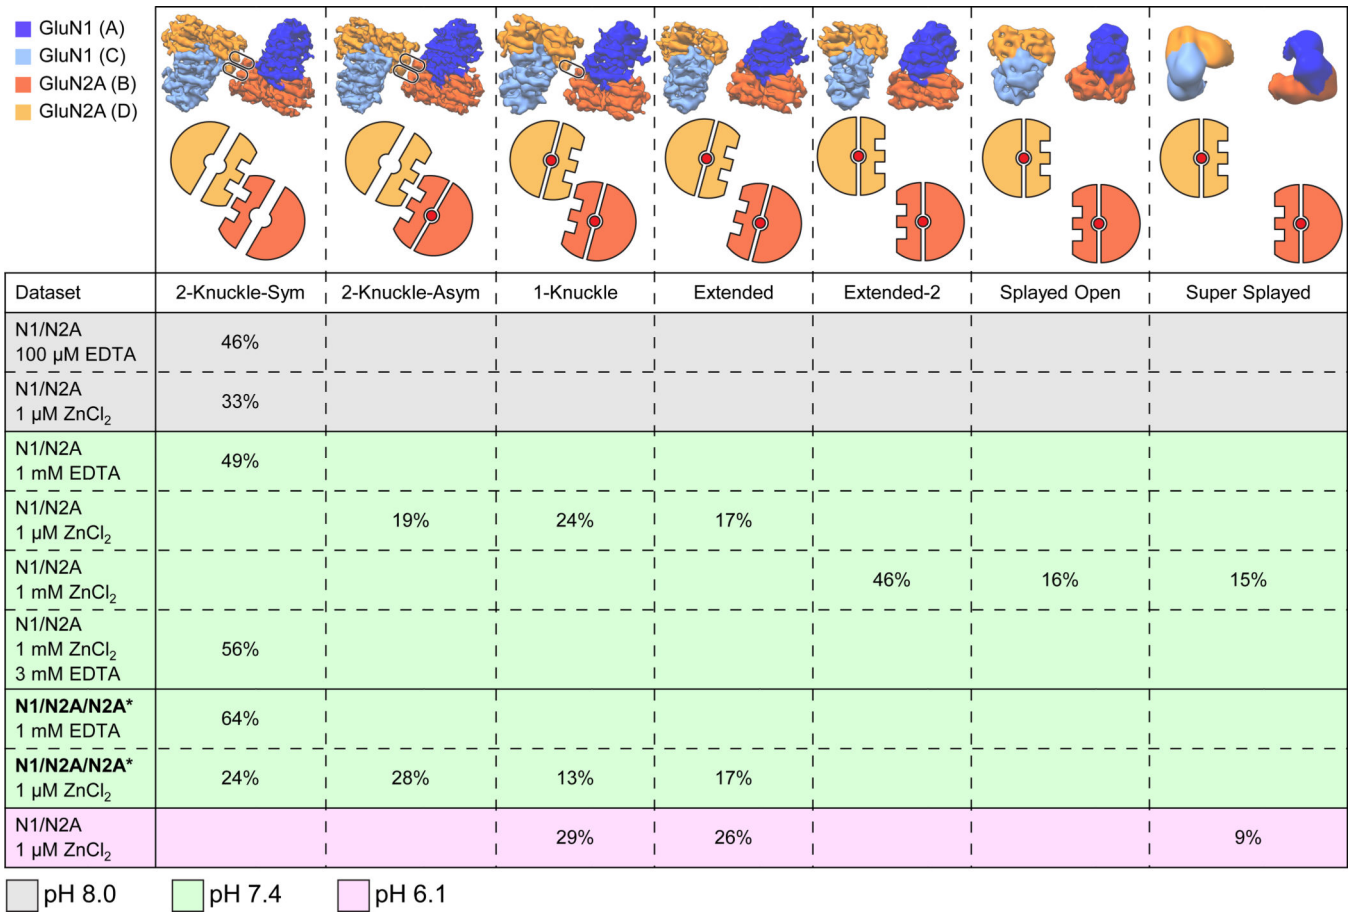 GluN1 (A)
GluN1 (C)
GluN2A (B)
GluN2A (D)
Dataset 2-Knuckle-Sym 2-Knuckle-Asym 1-Knuckle Extended Extended-2 Splayed Open Super Splayed
N1/N2A
100 µM EDTA
46%
N1/N2A
1 µM ZnCl₂
33%
N1/N2A
1 mM EDTA
49%
N1/N2A
1 µM ZnCl₂
19% 24% 17%
N1/N2A
1 mM ZnCl₂
46% 16% 15%
N1/N2A
1 mM ZnCl₂
3 mM EDTA
56%
N1/N2A/N2A*
1 mM EDTA
64%
N1/N2A/N2A*
1 µM ZnCl₂
24% 28% 13% 17%
N1/N2A
1 µM ZnCl₂
29% 26% 9%
pH 8.0 pH 7.4 pH 6.1